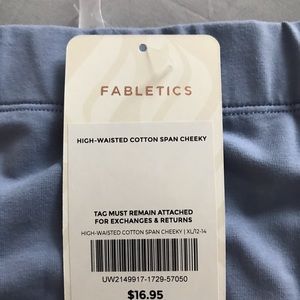 FABLETICS
HIGH-WAISTED COTTON SPAN CHEEKY
TAG MUST REMAIN ATTACHED
FOR EXCHANGES & RETURNS
HIGH-WAISTED COTTON SPAN CHEEKY | XL/12-14
UW2149917-1729-57050
$16.95